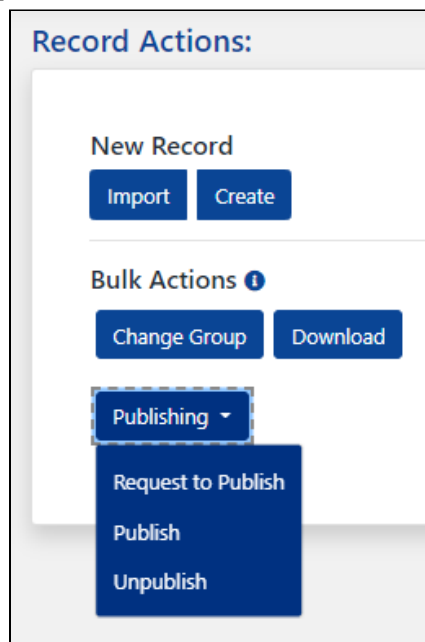 Record Actions:
New Record
Import Create
Bulk Actions
Change Group Download
Publishing
Request to Publish
Publish
Unpublish